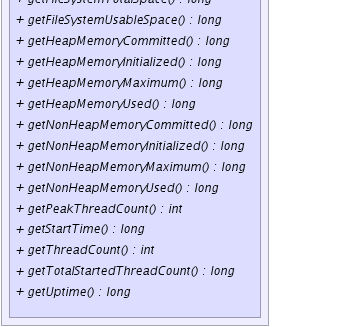 + getFileSystemTotalSpace() : long
+ getFileSystemUsableSpace() : long
+ getHeapMemoryCommitted() : long
+ getHeapMemoryInitialized() : long
+ getHeapMemoryMaximum() : long
+ getHeapMemoryUsed() : long
+ getNonHeapMemoryCommitted() : long
+ getNonHeapMemoryInitialized() : long
+ getNonHeapMemoryMaximum() : long
+ getNonHeapMemoryUsed() : long
+ getPeakThreadCount() : int
+ getStartTime() : long
+ getThreadCount() : int
+ getTotalStartedThreadCount() : long
+ getUptime() : long